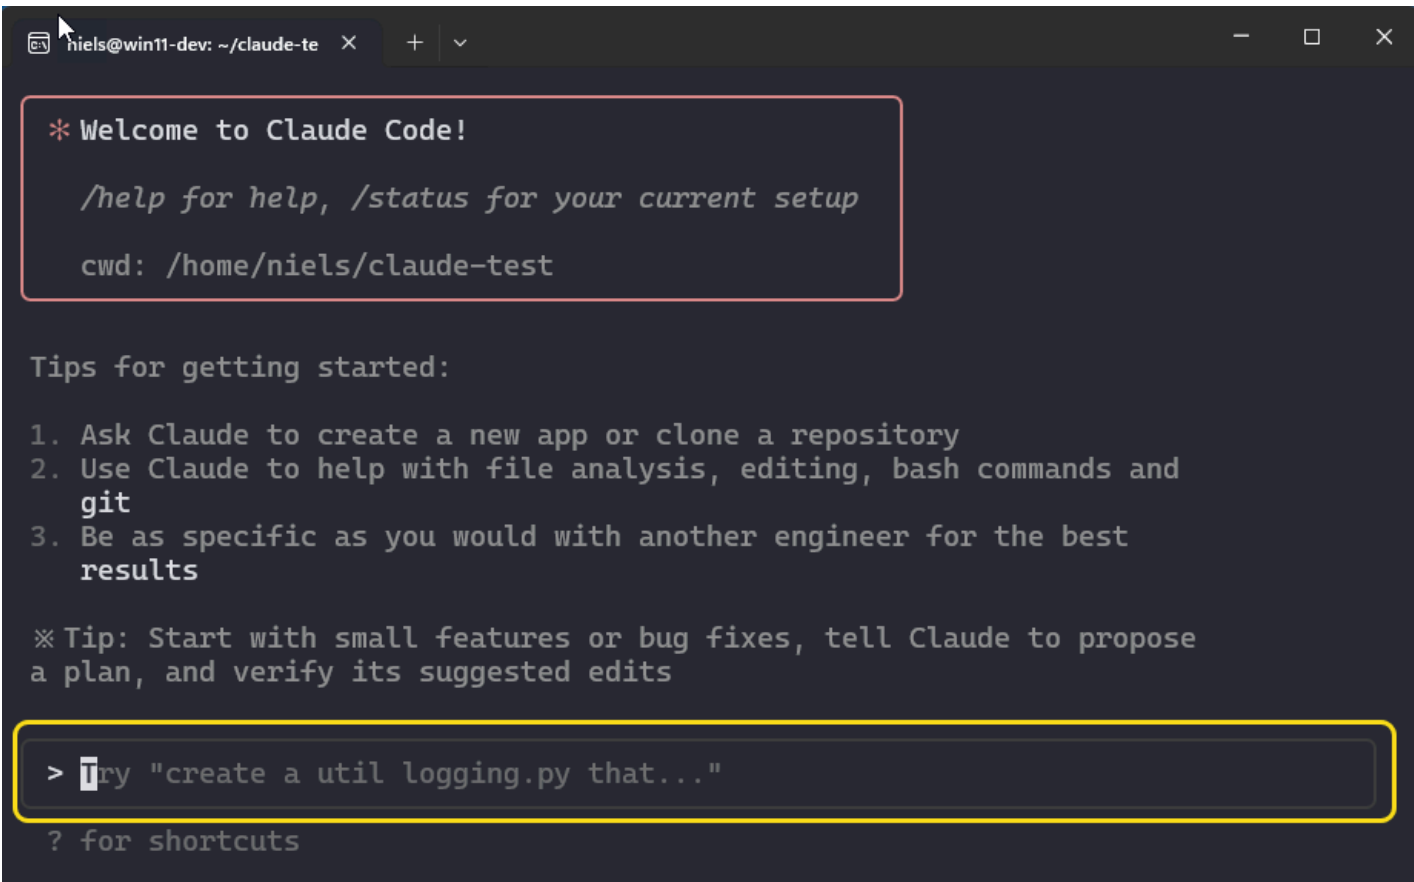 niels@win11-dev: ~/claude-te
* Welcome to Claude Code!
/help for help, /status for your current setup
cwd: /home/niels/claude-test
Tips for getting started:
1. Ask Claude to create a new app or clone a repository
2. Use Claude to help with file analysis, editing, bash commands and
git
3. Be as specific as you would with another engineer for the best
results
※ Tip: Start with small features or bug fixes, tell Claude to propose
a plan, and verify its suggested edits
> Try "create a util logging.py that..."
? for shortcuts